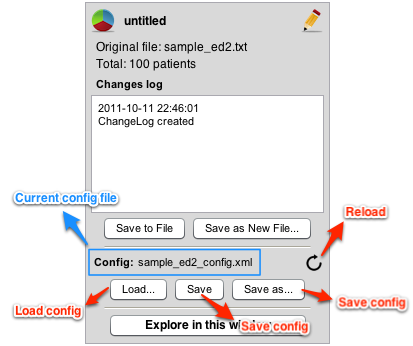 untitled
Original file: sample_ed2.txt
Total: 100 patients
Changes log
2011-10-11 22:46:01
ChangeLog created
Current config file
Save to File Save as New File...
Reload
Config: sample_ed2_config.xml
Load... Save Save as...
Load config
Save config
Explore in this
Save config